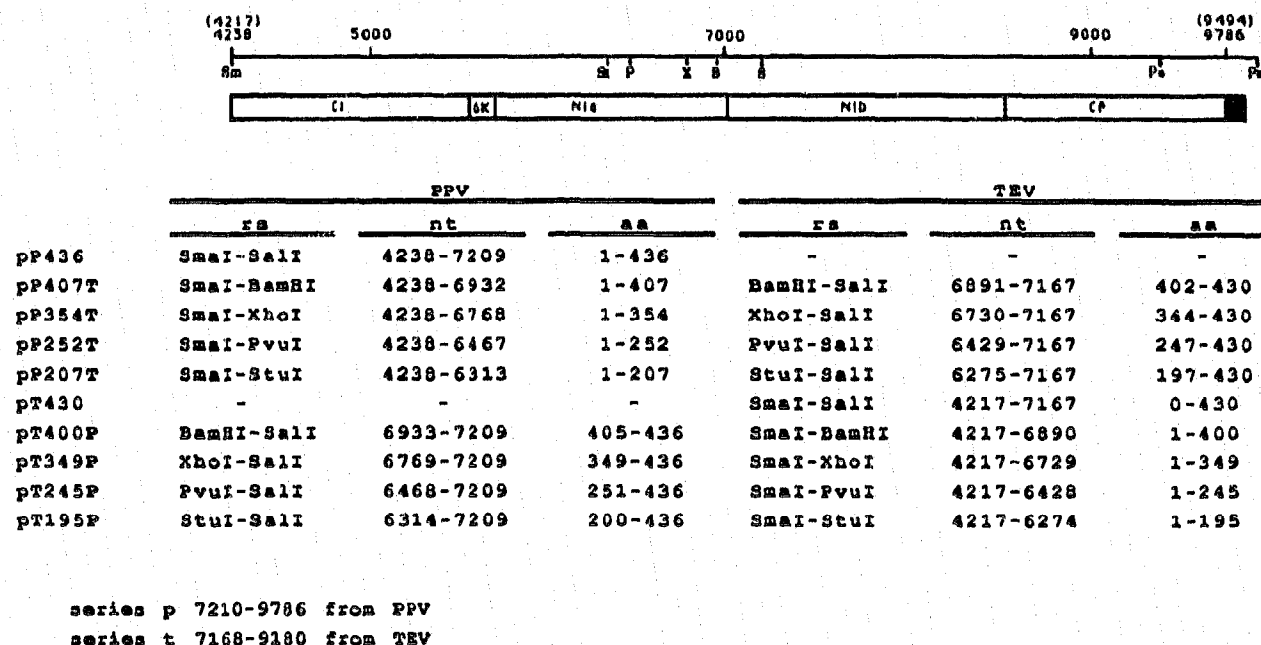 (4217) (9494)
4238 5000 7000 9000 9786
Sm St P X B S Ps
CI 6K NIa NIb CP
PPV TEV
rs nt aa rs nt aa
pP436 SmaI-SalI 4238-7209 1-436 - - -
pP407T SmaI-BamHI 4238-6932 1-407 BamHI-SalI 6891-7167 402-430
pP354T SmaI-XhoI 4238-6768 1-354 XhoI-SalI 6730-7167 344-430
pP252T SmaI-PvuI 4238-6467 1-252 PvuI-SalI 6429-7167 247-430
pP207T SmaI-StuI 4238-6313 1-207 StuI-SalI 6275-7167 197-430
pT430 - - - SmaI-SalI 4217-7167 0-430
pT400P BamHI-SalI 6933-7209 405-436 SmaI-BamHI 4217-6890 1-400
pT349P XhoI-SalI 6769-7209 349-436 SmaI-XhoI 4217-6729 1-349
pT245P PvuI-SalI 6468-7209 251-436 SmaI-PvuI 4217-6428 1-245
pT195P StuI-SalI 6314-7209 200-436 SmaI-StuI 4217-6274 1-195
series p 7210-9786 from PPV
series t 7168-9180 from TEV